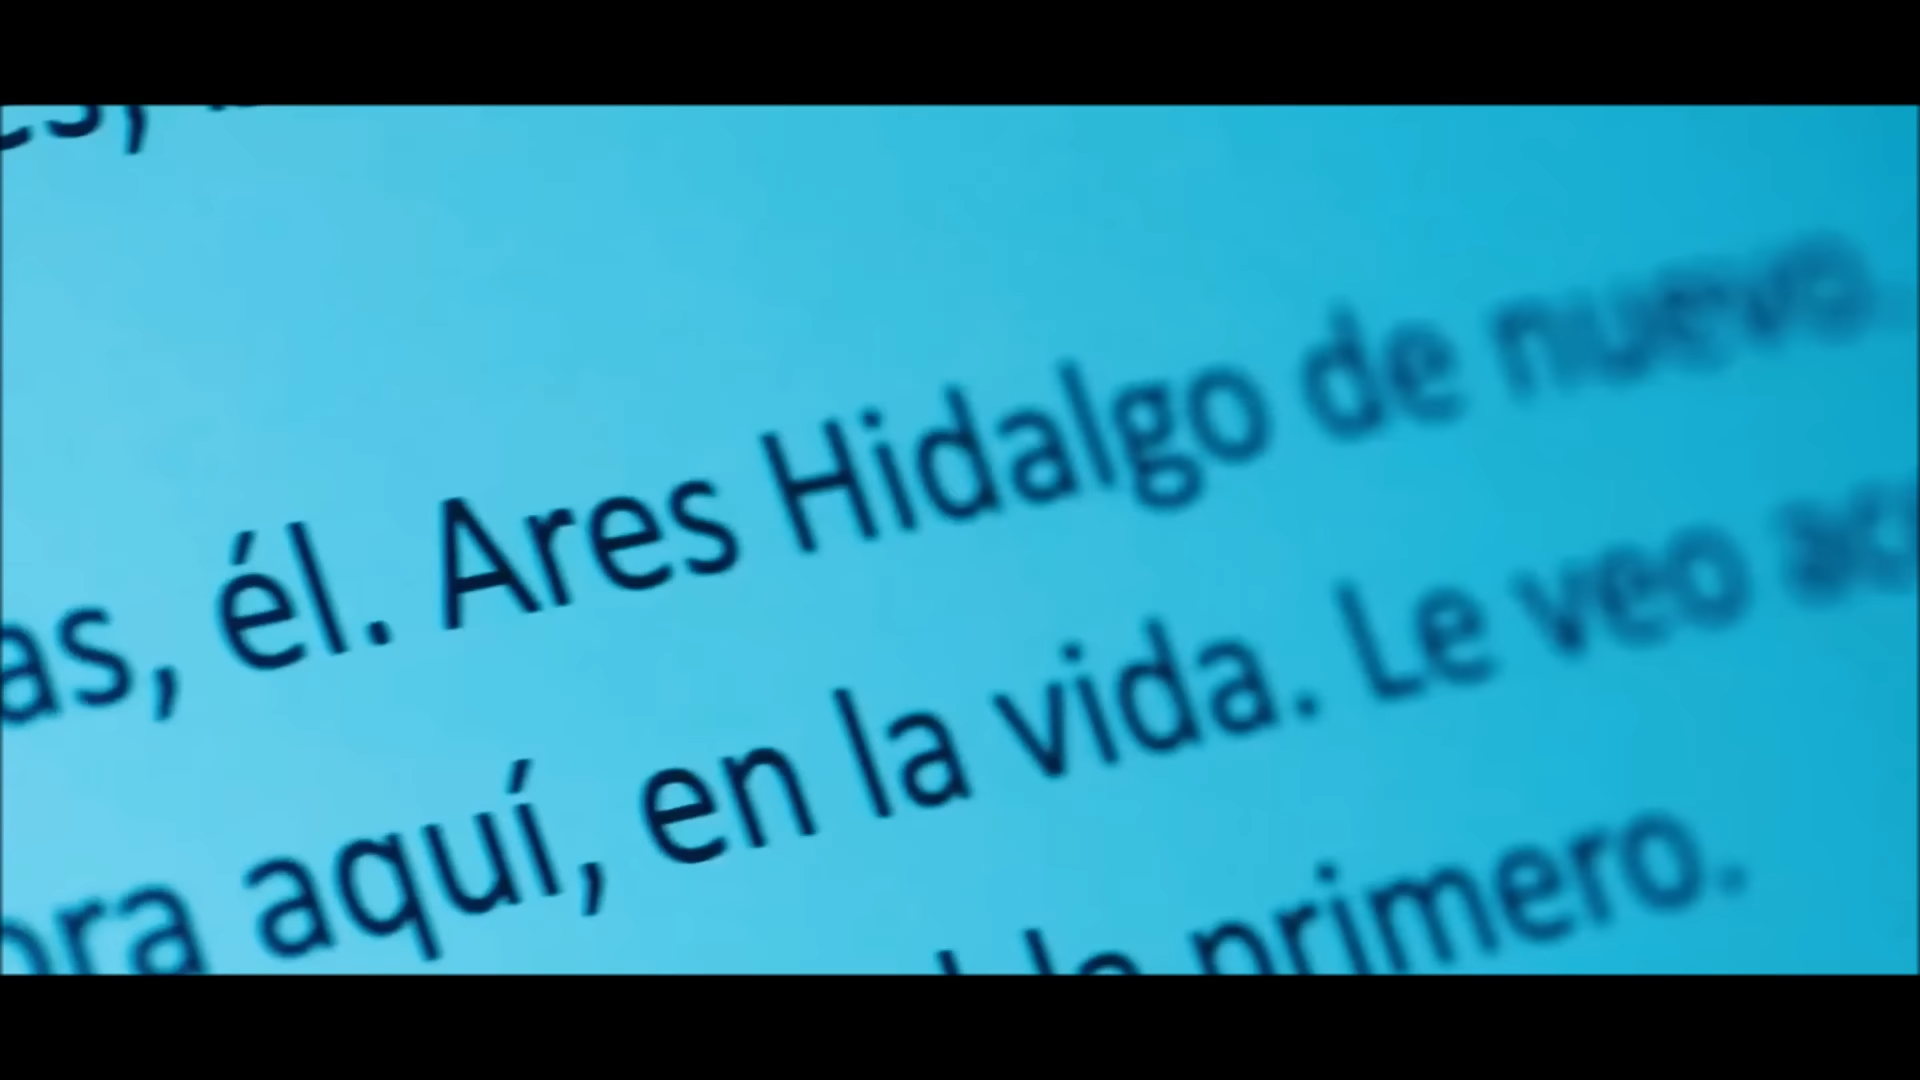 as, él. Ares Hidalgo de nuevo.
ora aquí, en la vida. Le veo
primero.